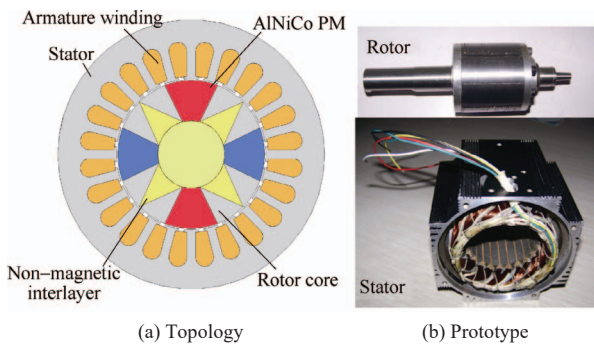 Armature winding
AlNiCo PM
Stator
Non-magnetic
interlayer
Rotor core
Rotor
Stator
(a) Topology
(b) Prototype